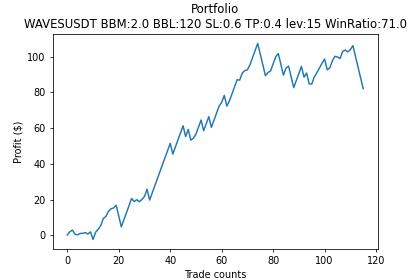 Portfolio
WAVESUSDT BBM:2.0 BBL:120 SL:0.6 TP:0.4 lev:15 WinRatio:71.0
100
80
60
40
20
0
Profit ($)
0 20 40 60 80 100 120
Trade counts